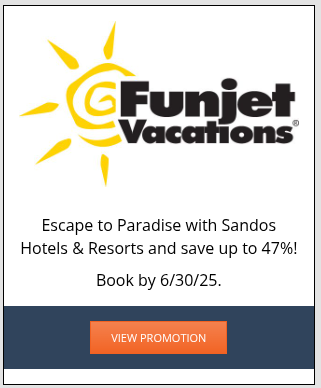 Funjet
Vacations®
Escape to Paradise with Sandos
Hotels & Resorts and save up to 47%!
Book by 6/30/25.
VIEW PROMOTION